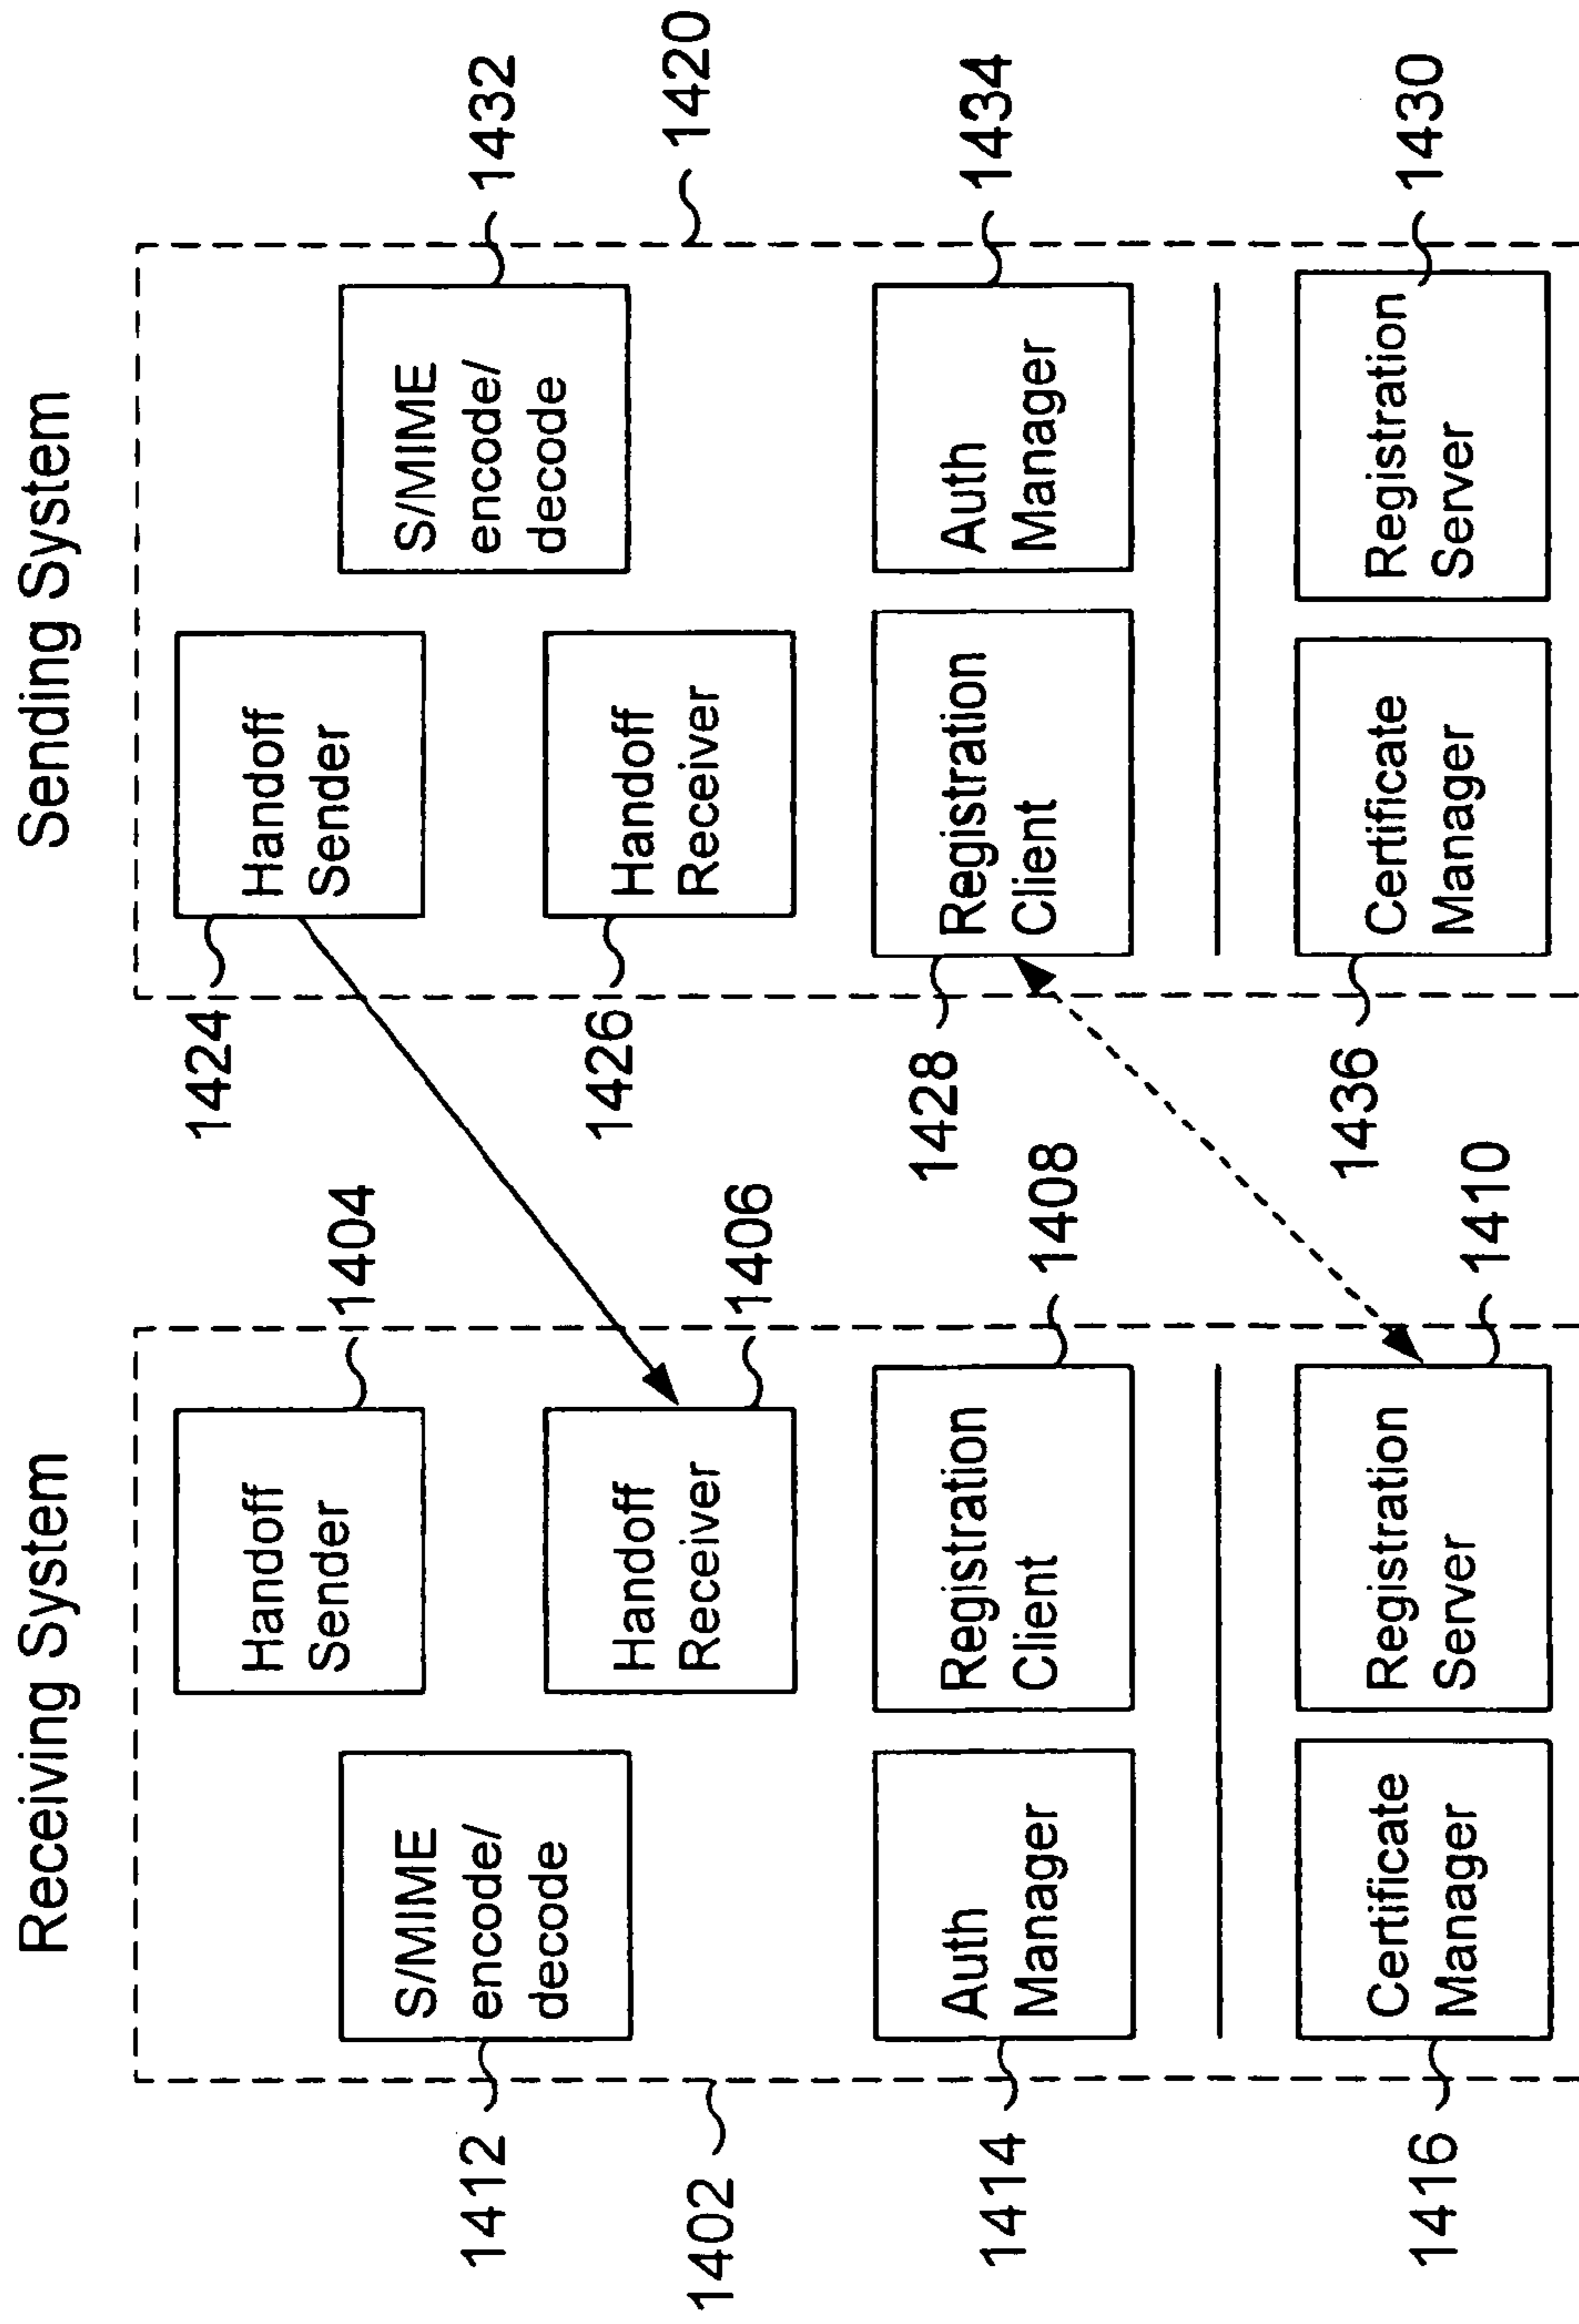 Receiving System
Sending System
1412
S/MIME
encode/
decode
1402
Handoff
Sender
1404
Handoff
Receiver
1406
1414
Auth
Manager
Registration
Client
1408
1416
Certificate
Manager
Registration
Server
1410
1424
Handoff
Sender
1426
Handoff
Receiver
S/MIME
encode/
decode
1432
1420
1428
Registration
Client
Auth
Manager
1434
1436
Certificate
Manager
Registration
Server
1430